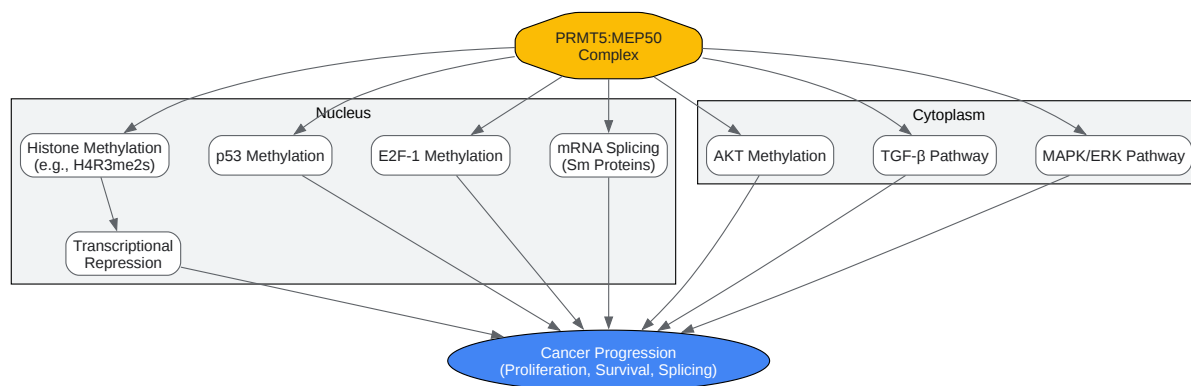 PRMT5:MEP50
Complex
Nucleus
Cytoplasm
Histone Methylation
(e.g., H4R3me2s)
p53 Methylation
E2F-1 Methylation
mRNA Splicing
(Sm Proteins)
AKT Methylation
TGF-β Pathway
MAPK/ERK Pathway
Transcriptional
Repression
Cancer Progression
(Proliferation, Survival, Splicing)